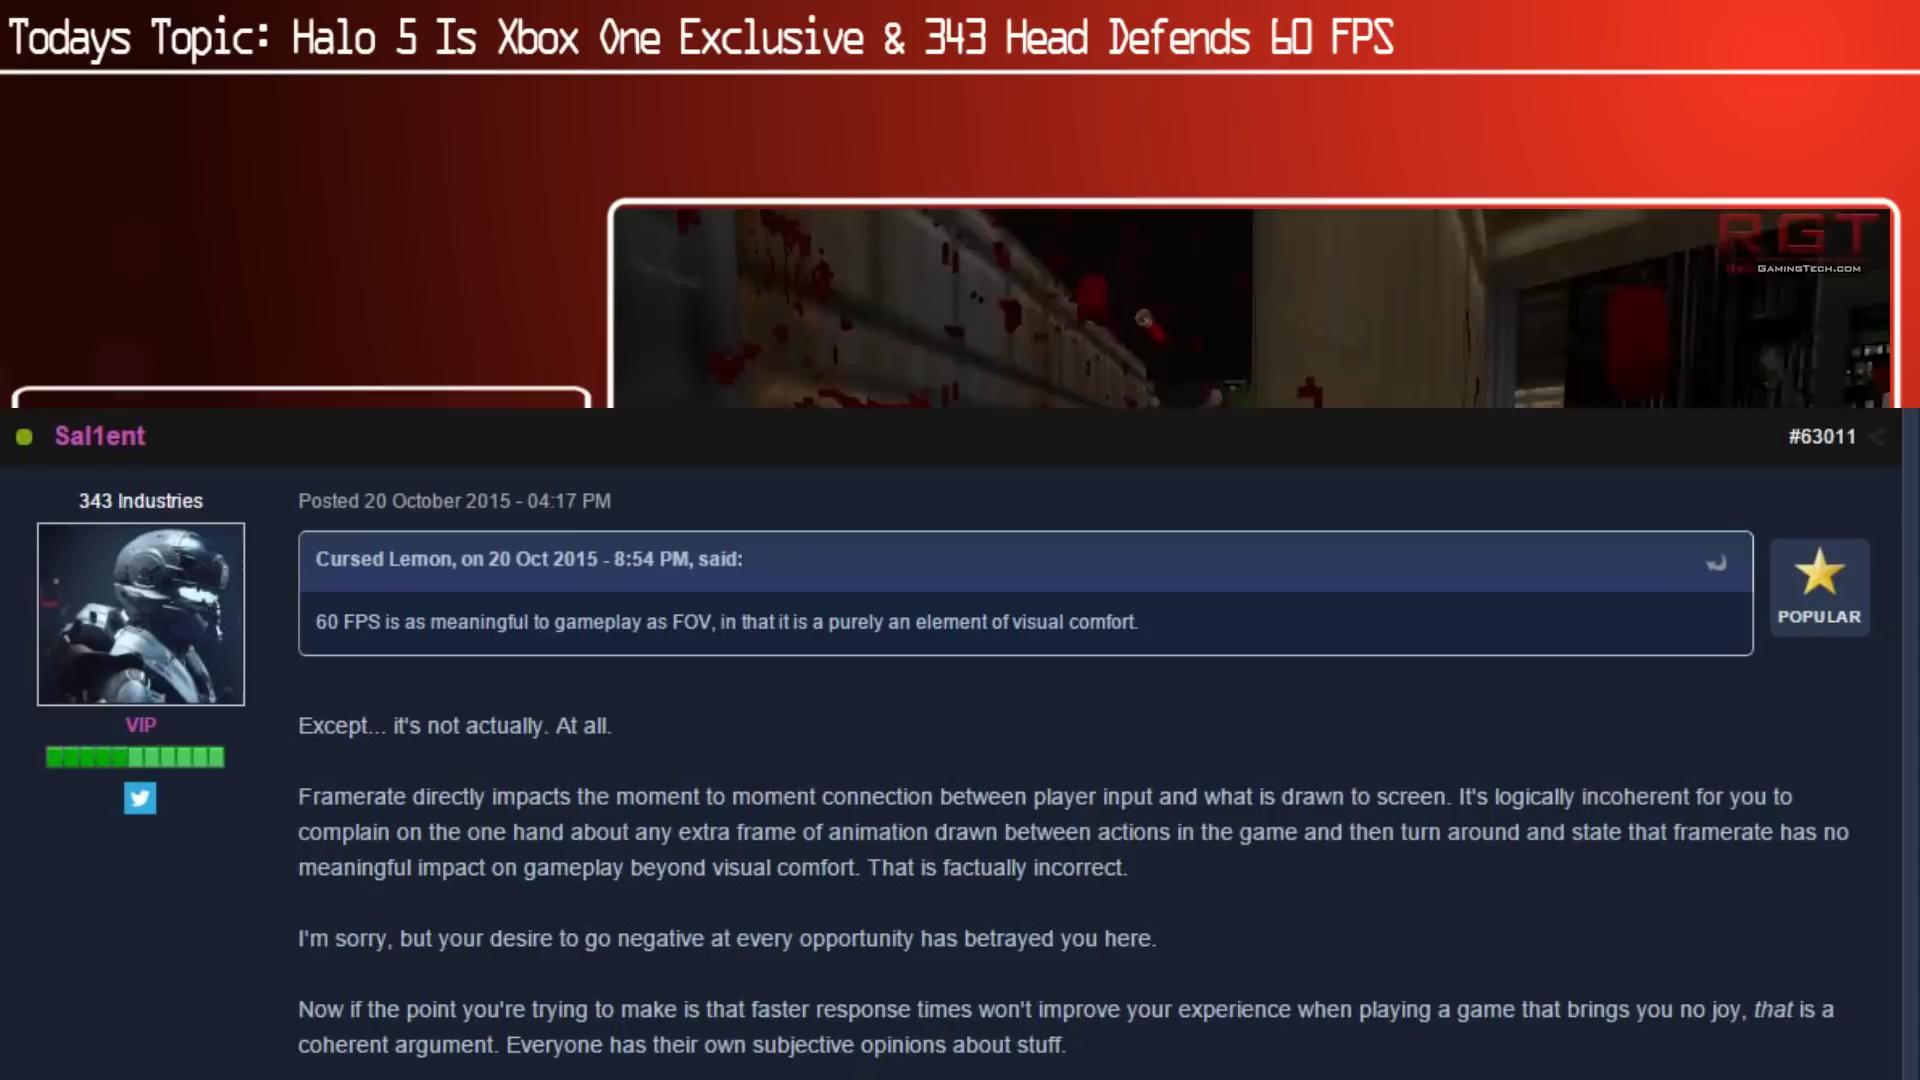 Todays Topic: Halo 5 Is Xbox One Exclusive & 343 Head Defends 60 FPS
RGT
GAMINGTECH.COM
Sal1ent
#63011
343 Industries
Posted 20 October 2015 - 04:17 PM
Cursed Lemon, on 20 Oct 2015 - 8:54 PM, said:
60 FPS is as meaningful to gameplay as FOV, in that it is a purely an element of visual comfort.
POPULAR
VIP
Except... it's not actually. At all.
Framerate directly impacts the moment to moment connection between player input and what is drawn to screen. It's logically incoherent for you to
complain on the one hand about any extra frame of animation drawn between actions in the game and then turn around and state that framerate has no
meaningful impact on gameplay beyond visual comfort. That is factually incorrect.
I'm sorry, but your desire to go negative at every opportunity has betrayed you here.
Now if the point you're trying to make is that faster response times won't improve your experience when playing a game that brings you no joy, that is a
coherent argument. Everyone has their own subjective opinions about stuff.